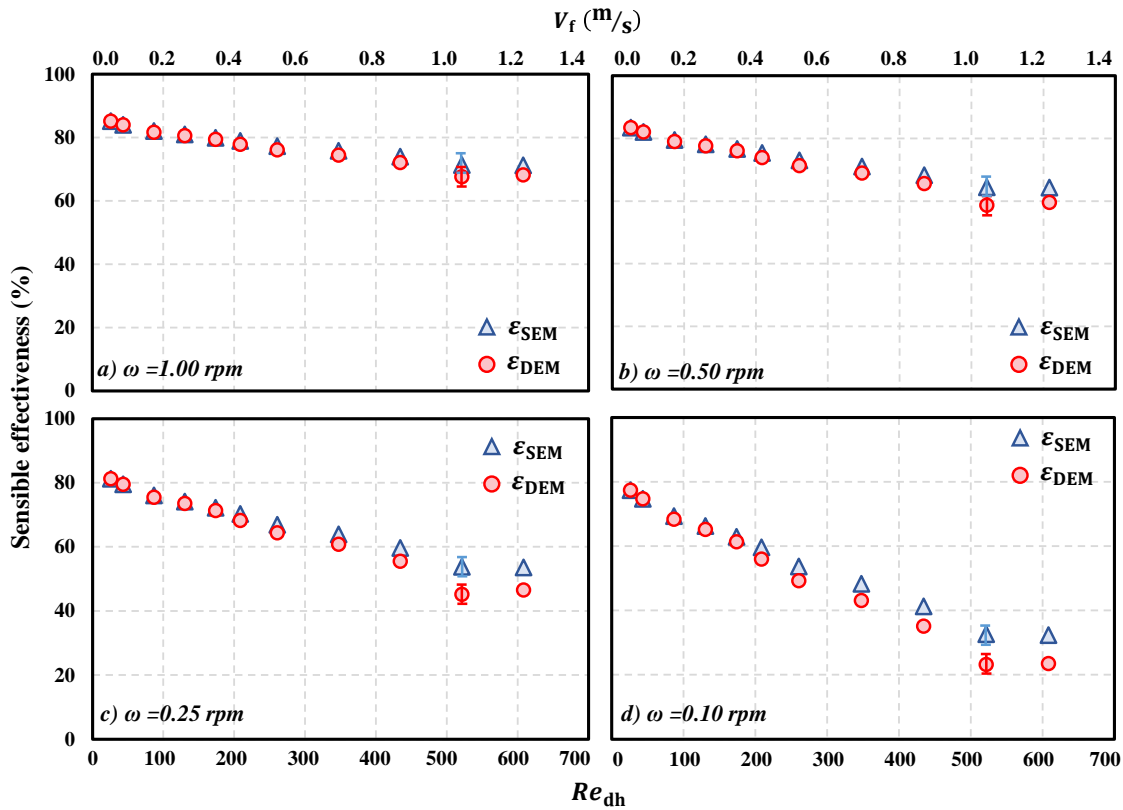 V_f (m/s)
0.0 0.2 0.4 0.6 0.8 1.0 1.2 1.4
0.0 0.2 0.4 0.6 0.8 1.0 1.2 1.4
Sensible effectiveness (%)
100
80
60
40
20
0
ε_SEM
ε_DEM
a) ω =1.00 rpm
ε_SEM
ε_DEM
b) ω =0.50 rpm
100
80
60
40
20
0
ε_SEM
ε_DEM
c) ω =0.25 rpm
ε_SEM
ε_DEM
d) ω =0.10 rpm
0 100 200 300 400 500 600 700
0 100 200 300 400 500 600 700
Re_dh